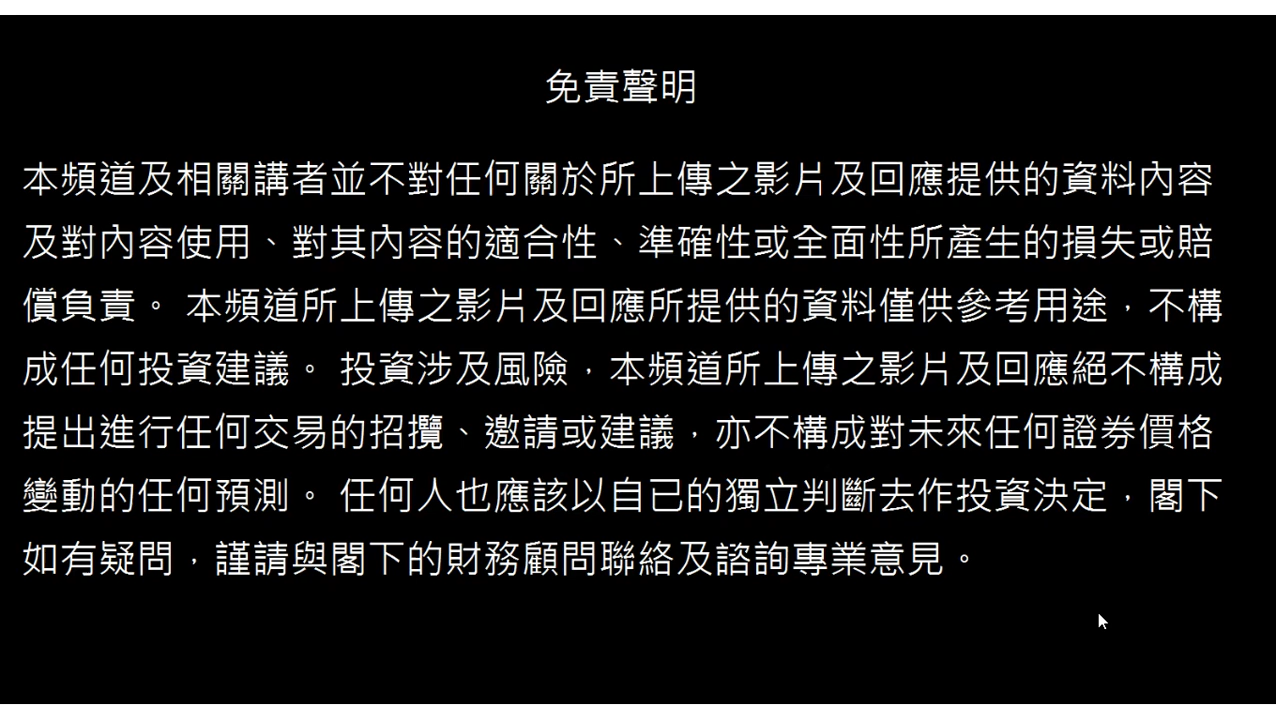 免責聲明
本頻道及相關講者並不對任何關於所上傳之影片及回應提供的資料內容
及對內容使用、對其內容的適合性、準確性或全面性所產生的損失或賠
償負責。 本頻道所上傳之影片及回應所提供的資料僅供參考用途，不構
成任何投資建議。 投資涉及風險，本頻道所上傳之影片及回應絕不構成
提出進行任何交易的招攬、邀請或建議，亦不構成對未來任何證券價格
變動的任何預測。 任何人也應該以自己的獨立判斷去作投資決定，閣下
如有疑問，謹請與閣下的財務顧問聯絡及諮詢專業意見。